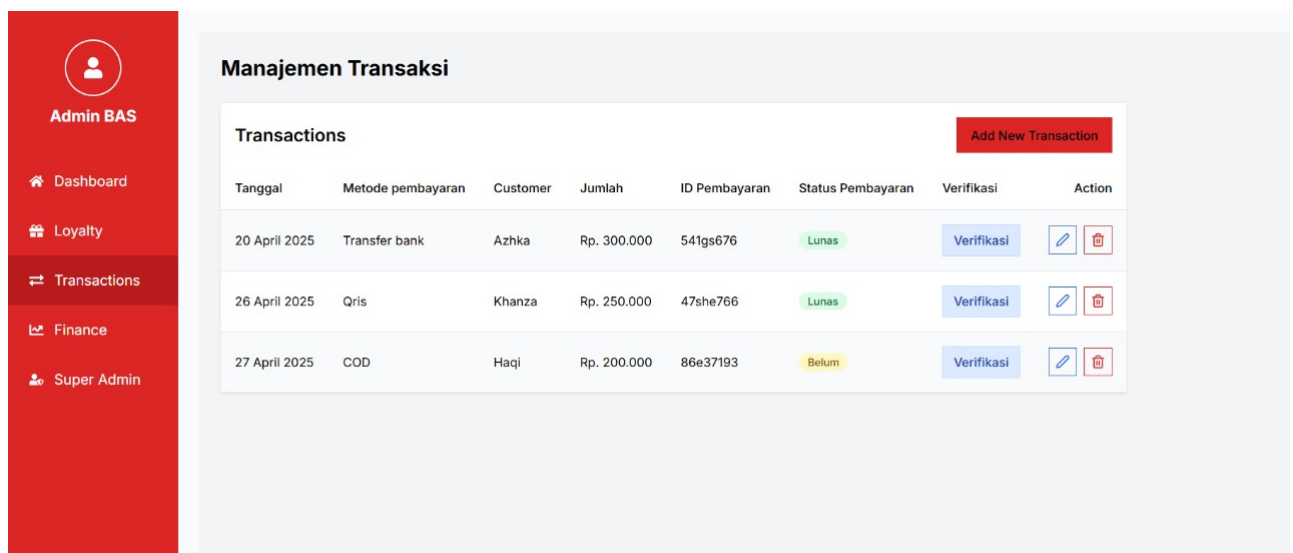 Admin BAS
Dashboard
Loyalty
Transactions
Finance
Super Admin
Manajemen Transaksi
Transactions
Add New Transaction
Tanggal Metode pembayaran Customer Jumlah ID Pembayaran Status Pembayaran Verifikasi Action
20 April 2025 Transfer bank Azhka Rp. 300.000 541gs676 Lunas Verifikasi
26 April 2025 Qris Khanza Rp. 250.000 47she766 Lunas Verifikasi
27 April 2025 COD Haqi Rp. 200.000 86e37193 Belum Verifikasi